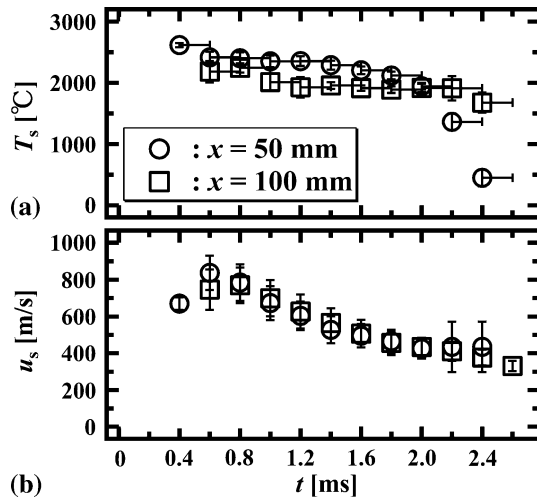 3000
2000
1000
0
Ts [℃]
: x = 50 mm
: x = 100 mm
(a)
1000
800
600
400
200
0
us [m/s]
0 0.4 0.8 1.2 1.6 2.0 2.4
(b)
t [ms]